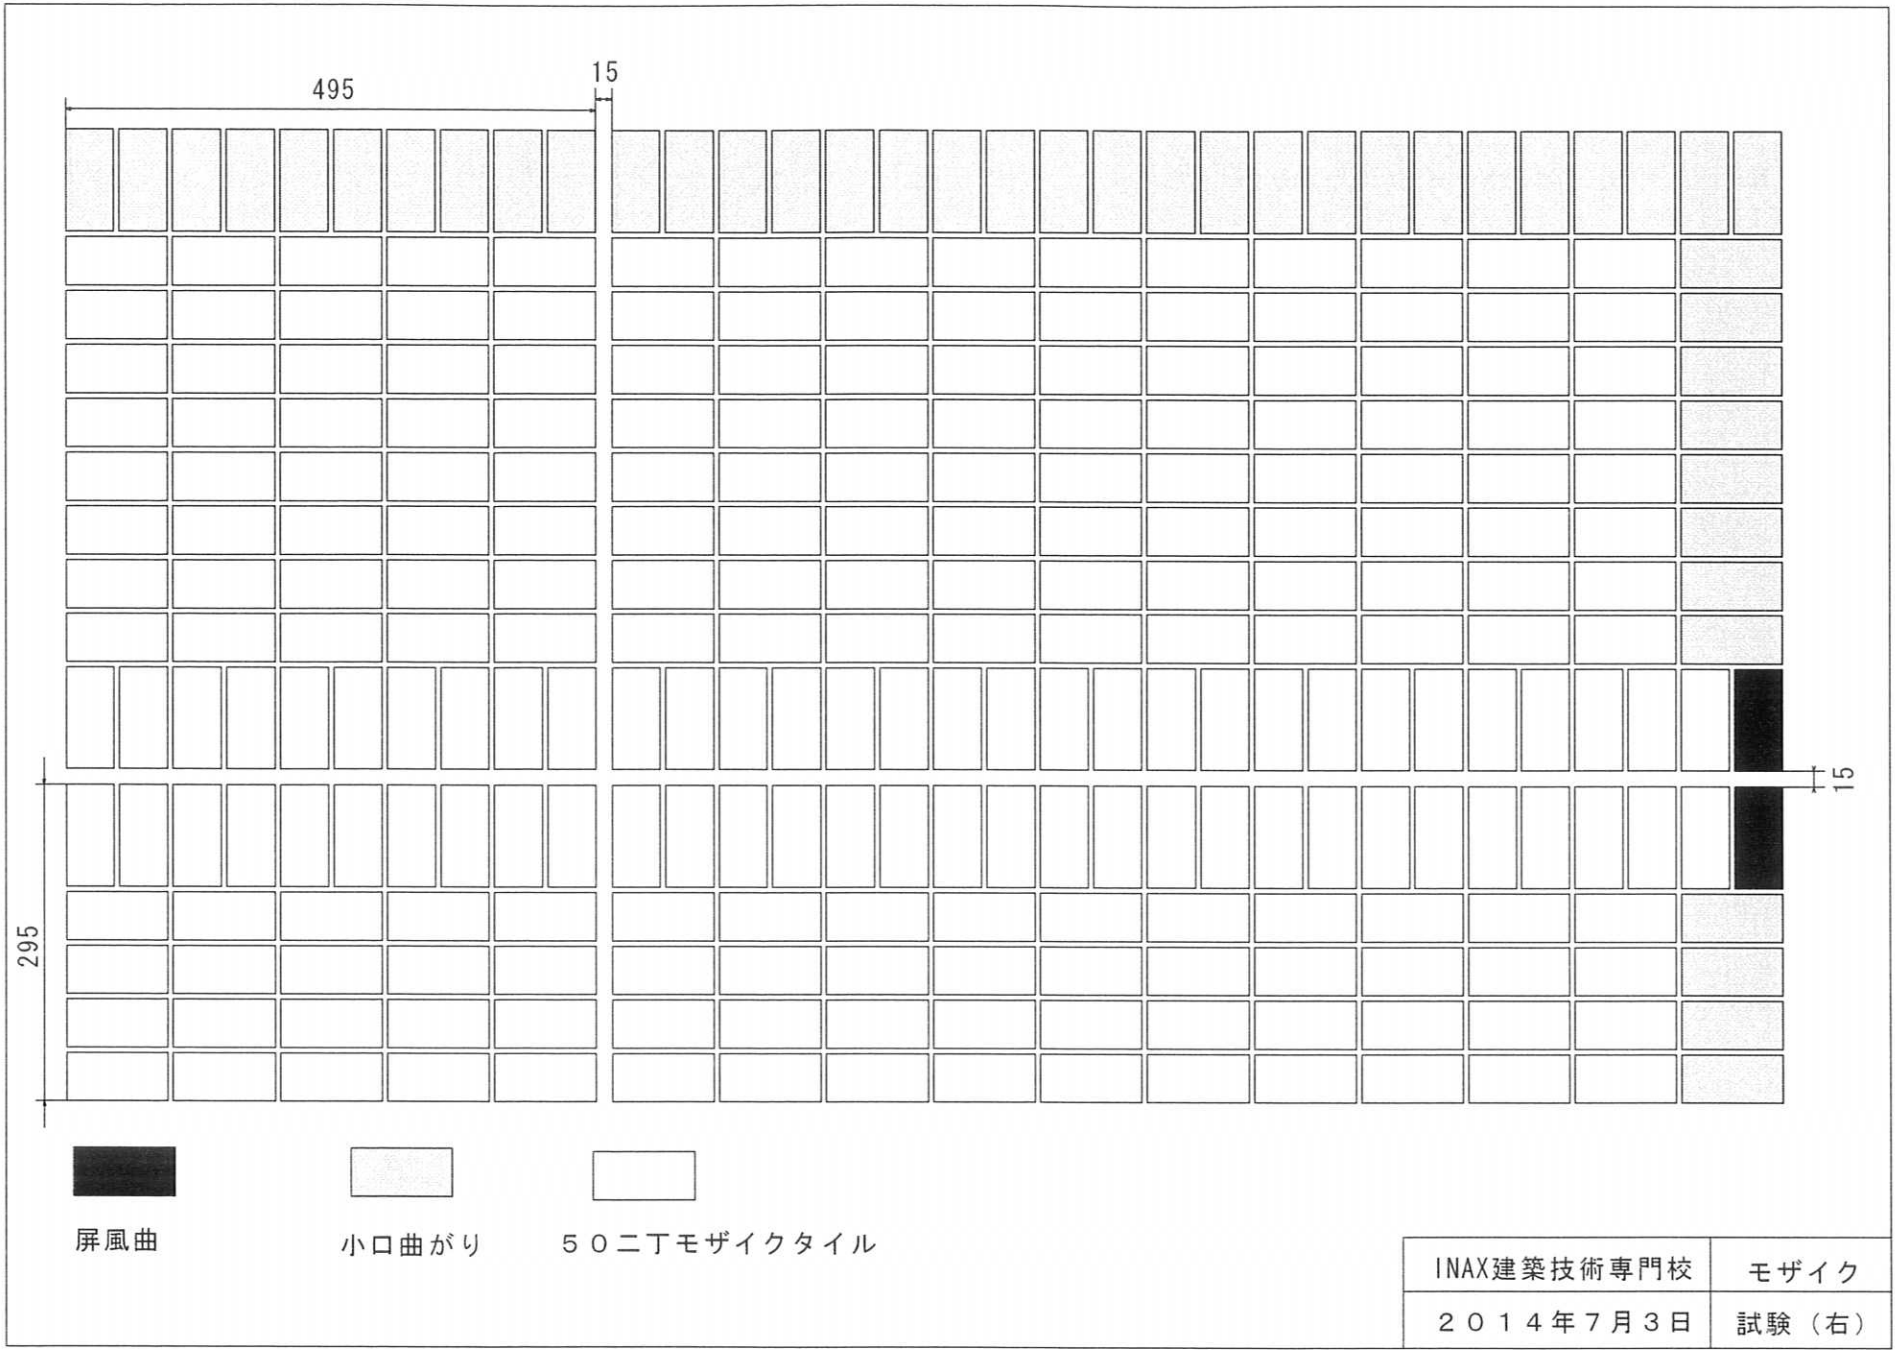 15
495
15
295
屏風曲
小口曲がり
５０二丁モザイクタイル
INAX建築技術専門校
モザイク
２０１４年７月３日
試験（右）